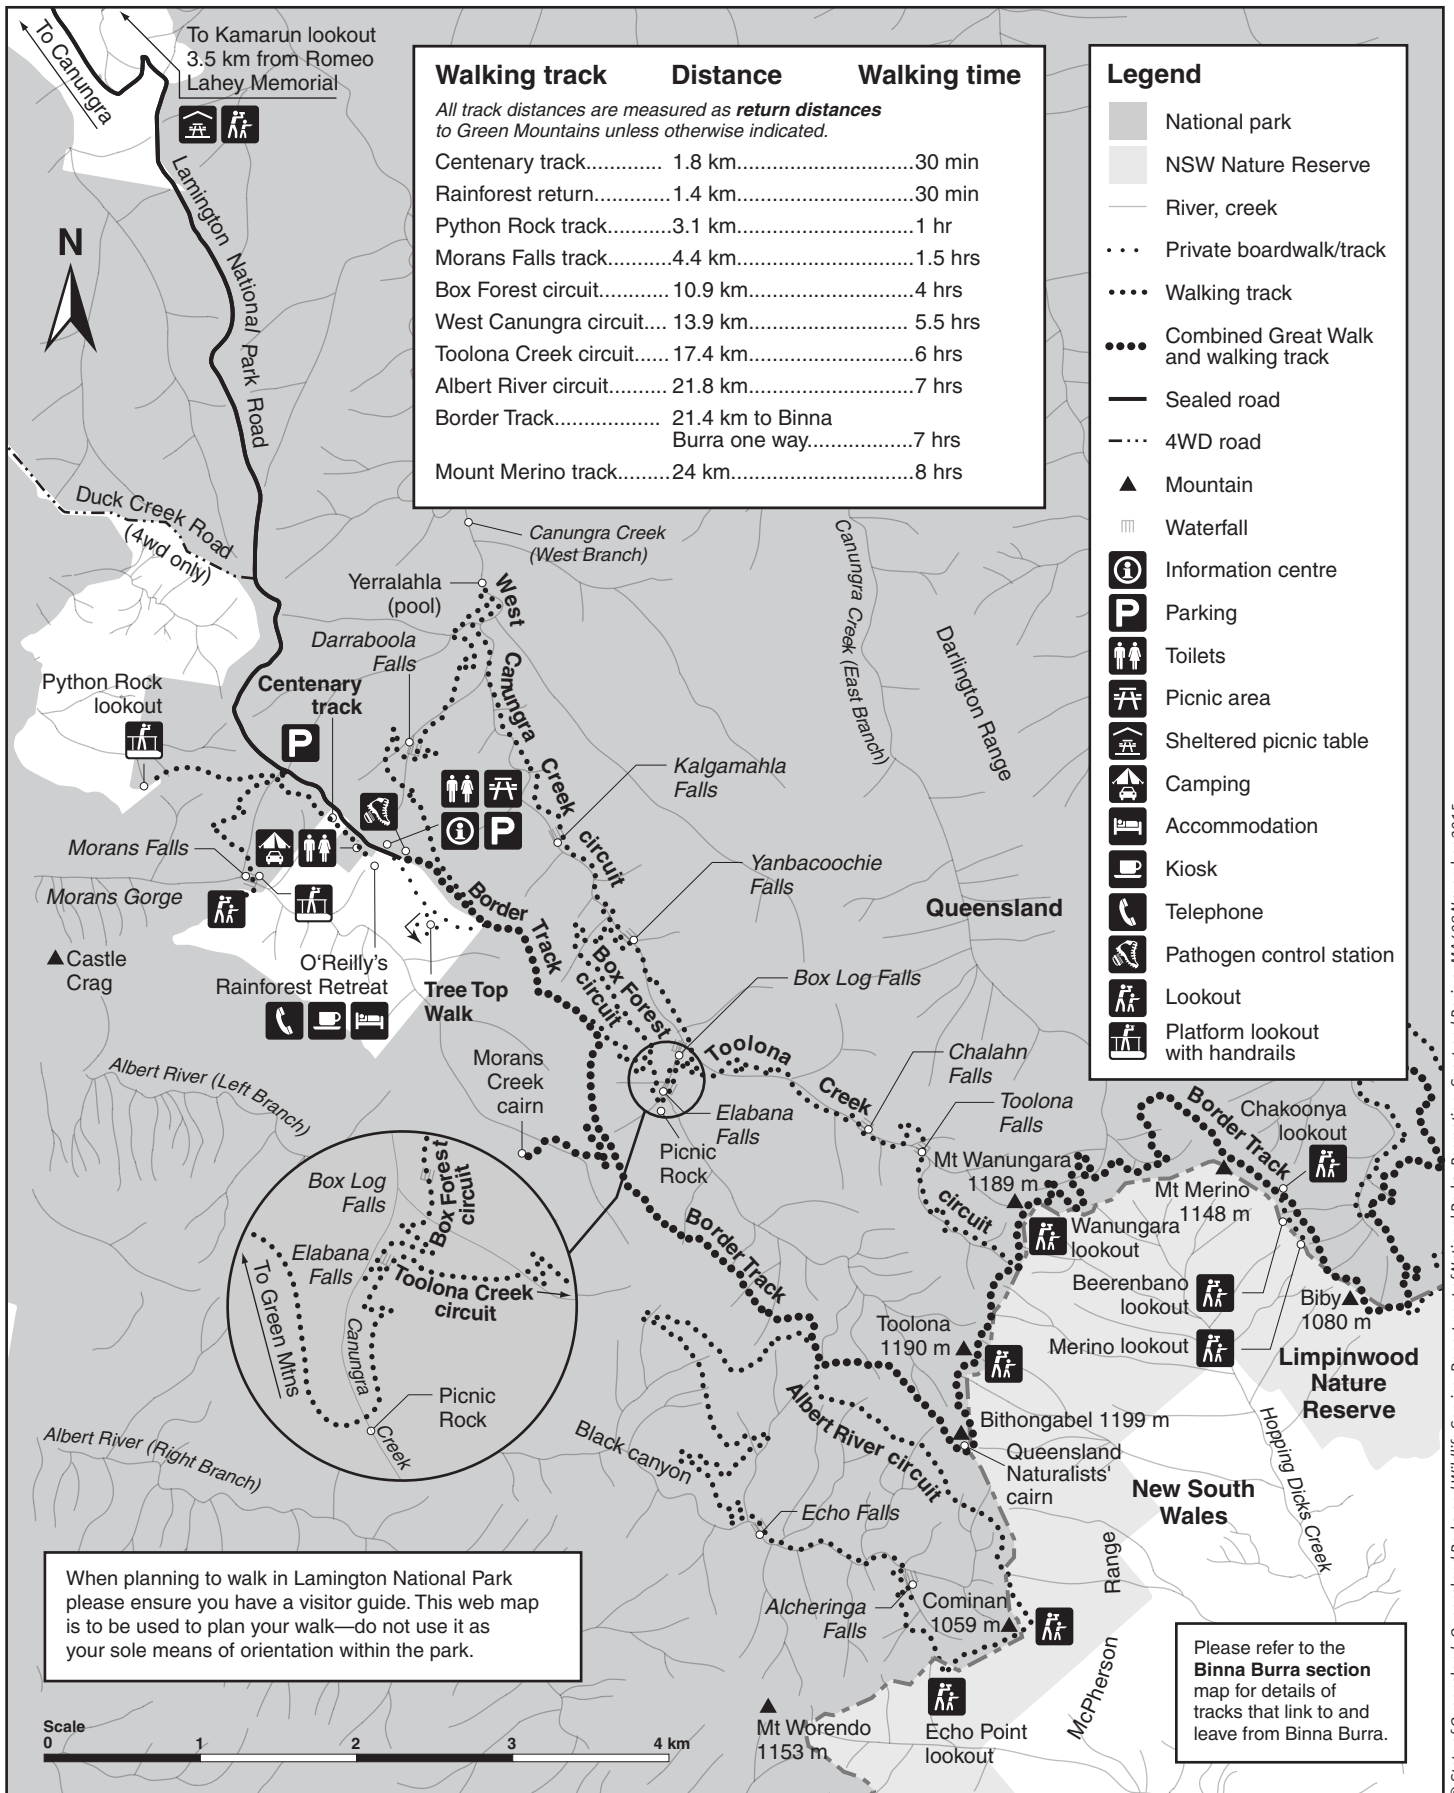 To Canungra
To Kamarun lookout
3.5 km from Romeo
Lahey Memorial
Lamington National Park Road
N
Walking track Distance Walking time
All track distances are measured as return distances
to Green Mountains unless otherwise indicated.
Centenary track............. 1.8 km...............................30 min
Rainforest return.............1.4 km...............................30 min
Python Rock track...........3.1 km...............................1 hr
Morans Falls track...........4.4 km...............................1.5 hrs
Box Forest circuit............10.9 km.............................4 hrs
West Canungra circuit.... 13.9 km............................ 5.5 hrs
Toolona Creek circuit......17.4 km.............................6 hrs
Albert River circuit..........21.8 km.............................7 hrs
Border Track................... 21.4 km to Binna
Burra one way...................7 hrs
Mount Merino track.........24 km................................8 hrs
Legend
National park
NSW Nature Reserve
River, creek
Private boardwalk/track
Walking track
Combined Great Walk
and walking track
Sealed road
4WD road
Mountain
Waterfall
Information centre
P
Parking
Toilets
Picnic area
Sheltered picnic table
Camping
Accommodation
Kiosk
Telephone
Pathogen control station
Lookout
Platform lookout
with handrails
Duck Creek Road
(4wd only)
Canungra Creek
(West Branch)
Yerralahla
(pool)
Darraboola
Falls
West Canungra Creek circuit
Canungra Creek (East Branch)
Darlington Range
Python Rock
lookout
Centenary
track
P
P
Kalgamahla
Falls
Morans Falls
Morans Gorge
Yanbacoochie
Falls
Border Track
Queensland
Castle
Crag
O‘Reilly’s
Rainforest Retreat
Tree Top
Walk
Box Forest
circuit
Box Log Falls
Albert River (Left Branch)
Morans
Creek
cairn
Toolona Creek circuit
Chalahn
Falls
Toolona
Falls
Elabana
Falls
Picnic
Rock
Mt Wanungara
1189 m
Wanungara
lookout
Border Track
Chakoonya
lookout
Mt Merino
1148 m
Beerenbano
lookout
Merino lookout
Biby
1080 m
Limpinwood
Nature
Reserve
Box Log
Falls
Box Forest
circuit
Elabana
Falls
Toolona Creek
circuit
To Green Mtns
Canungra
Creek
Picnic
Rock
Border Track
Toolona
1190 m
Bithongabel 1199 m
Queensland
Naturalists'
cairn
Albert River circuit
Black canyon
Albert River (Right Branch)
Echo Falls
New South
Wales
Hopping Dicks Creek
Alcheringa
Falls
Cominan
1059 m
McPherson Range
Mt Worendo
1153 m
Echo Point
lookout
When planning to walk in Lamington National Park
please ensure you have a visitor guide. This web map
is to be used to plan your walk—do not use it as
your sole means of orientation within the park.
Please refer to the
Binna Burra section
map for details of
tracks that link to and
leave from Binna Burra.
Scale
0 1 2 3 4 km